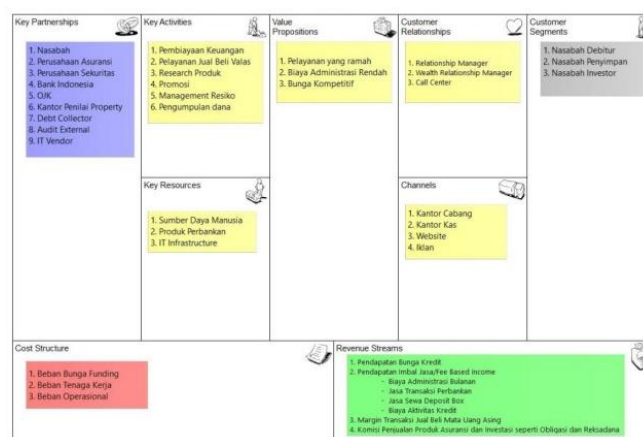 Key Partnerships
1. Nasabah
2. Perusahaan Asuransi
3. Perusahaan Sekuritas
4. Bank Indonesia
5. OJK
6. Kantor Penilai Property
7. Debt Collector
8. Audit External
9. IT Vendor
Key Activities
1. Pembiayaan Keuangan
2. Pelayanan Jual Beli Valas
3. Research Produk
4. Promosi
5. Management Resiko
6. Pengumpulan dana
Key Resources
1. Sumber Daya Manusia
2. Produk Perbankan
3. IT Infrastructure
Value
Propositions
1. Pelayanan yang ramah
2. Biaya Administrasi Rendah
3. Bunga Kompetitif
Customer
Relationships
1. Relationship Manager
2. Wealth Relationship Manager
3. Call Center
Channels
1. Kantor Cabang
2. Kantor Kas
3. Website
4. Iklan
Customer
Segments
1. Nasabah Debitur
2. Nasabah Penyimpan
3. Nasabah Investor
Cost Structure
1. Beban Bunga Funding
2. Beban Tenaga Kerja
3. Beban Operasional
Revenue Streams
1. Pendapatan Bunga Kredit
2. Pendapatan Imbal Jasa/Fee Based Income
- Biaya Administrasi Bulanan
- Jasa Transaksi Perbankan
- Jasa Sewa Deposit Box
- Biaya Aktivitas Kredit
3. Margin Transaksi Jual Beli Mata Uang Asing
4. Komisi Penjualan Produk Asuransi dan Investasi seperti Obligasi dan Reksadana